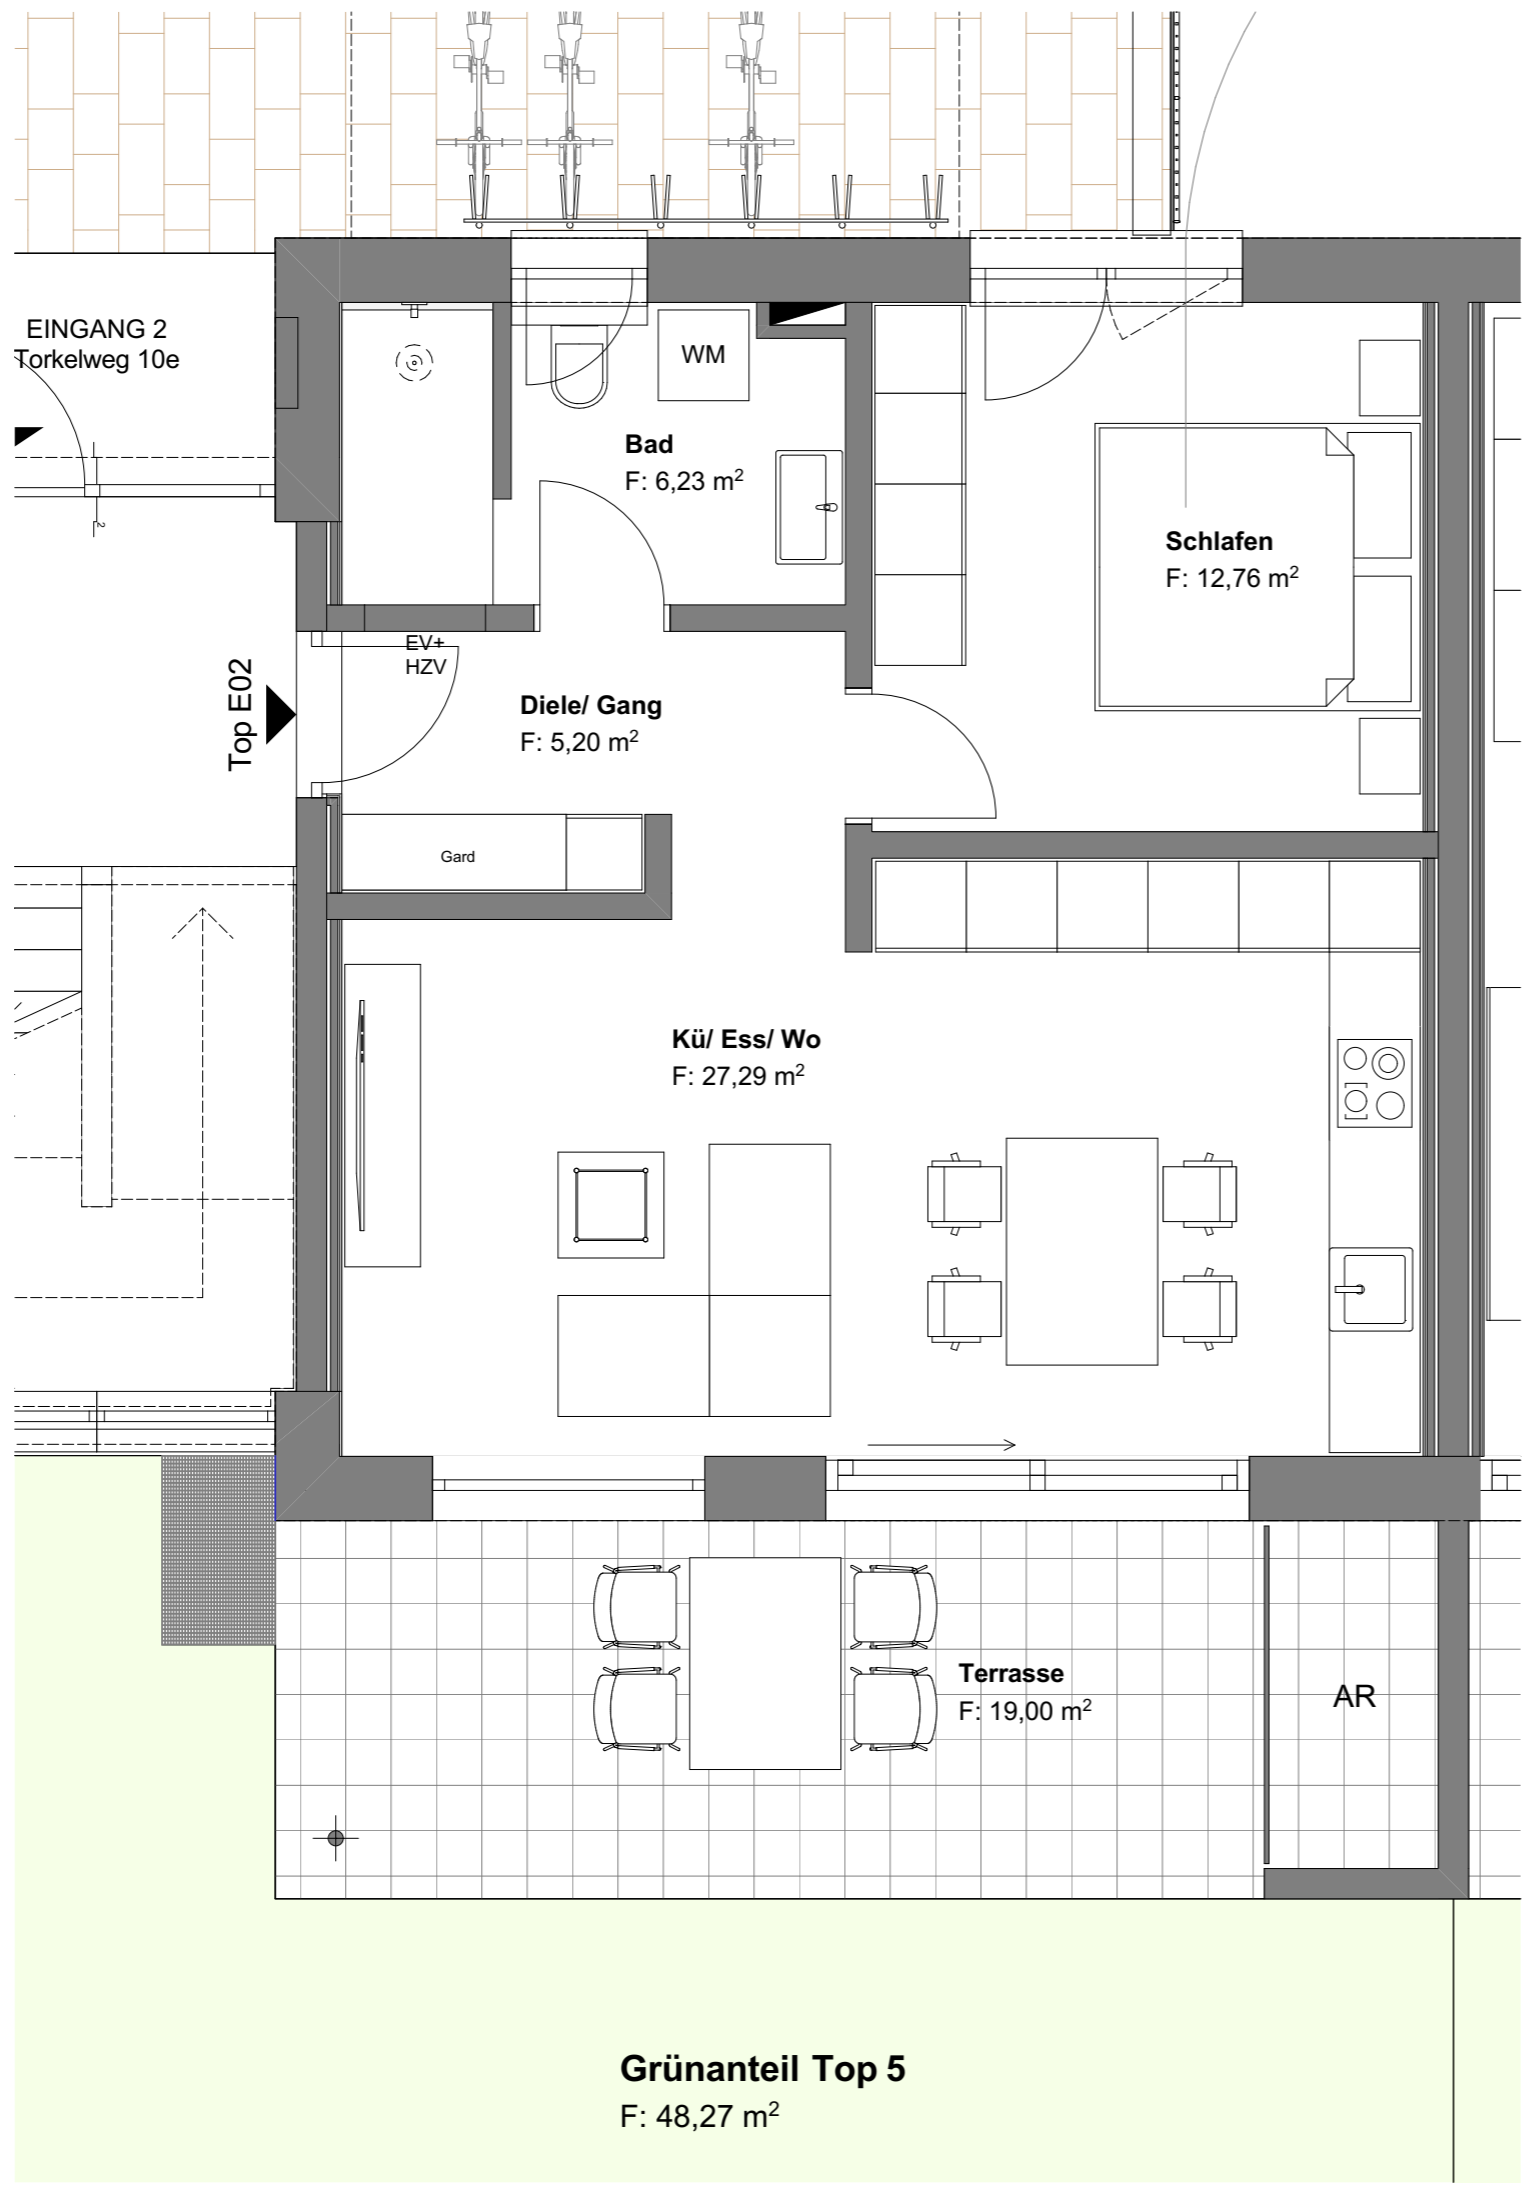 EINGANG 2
Torkelweg 10e
WM
Bad
F: 6,23 m²
2
Schlafen
F: 12,76 m²
EV+
HZV
Top E02
Diele/ Gang
F: 5,20 m²
Gard
Kü/ Ess/ Wo
F: 27,29 m²
Terrasse
F: 19,00 m²
AR
Grünanteil Top 5
F: 48,27 m²